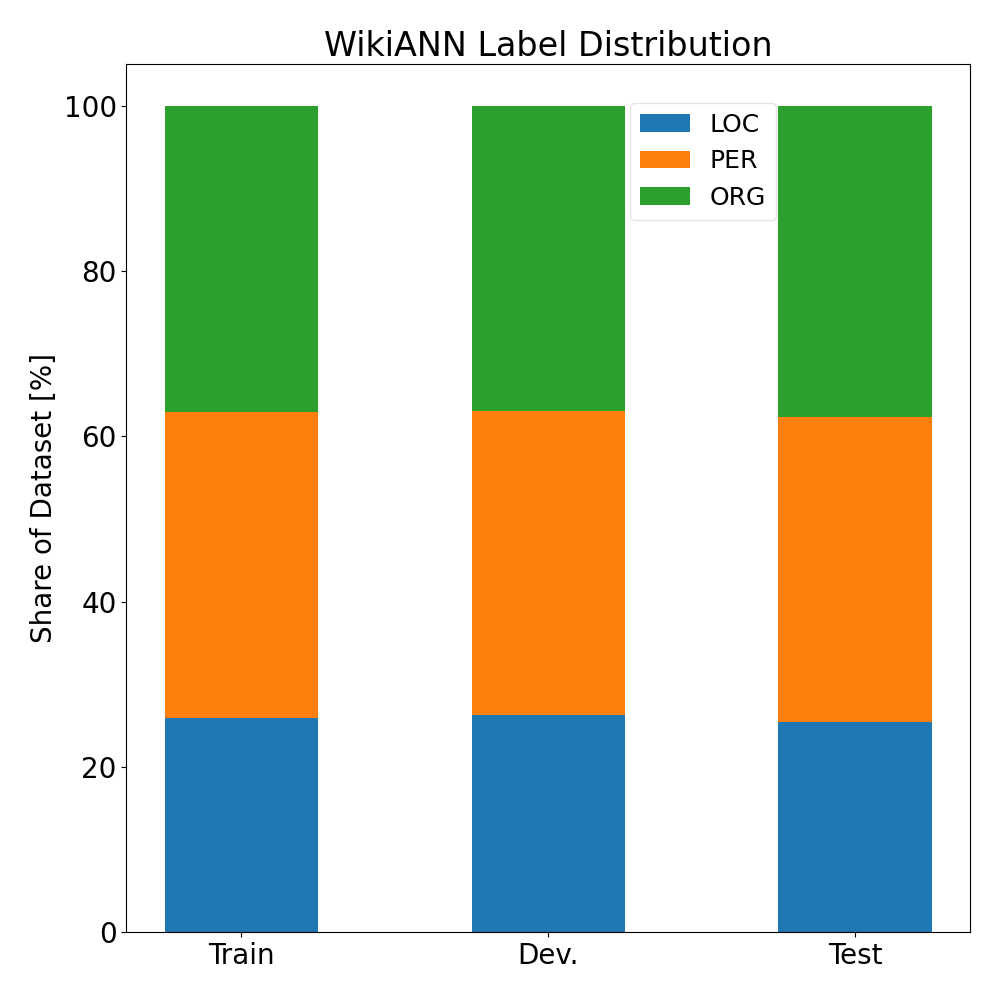 WikiANN Label Distribution
Share of Dataset [%]
100
80
60
40
20
0
LOC
PER
ORG
Train
Dev.
Test